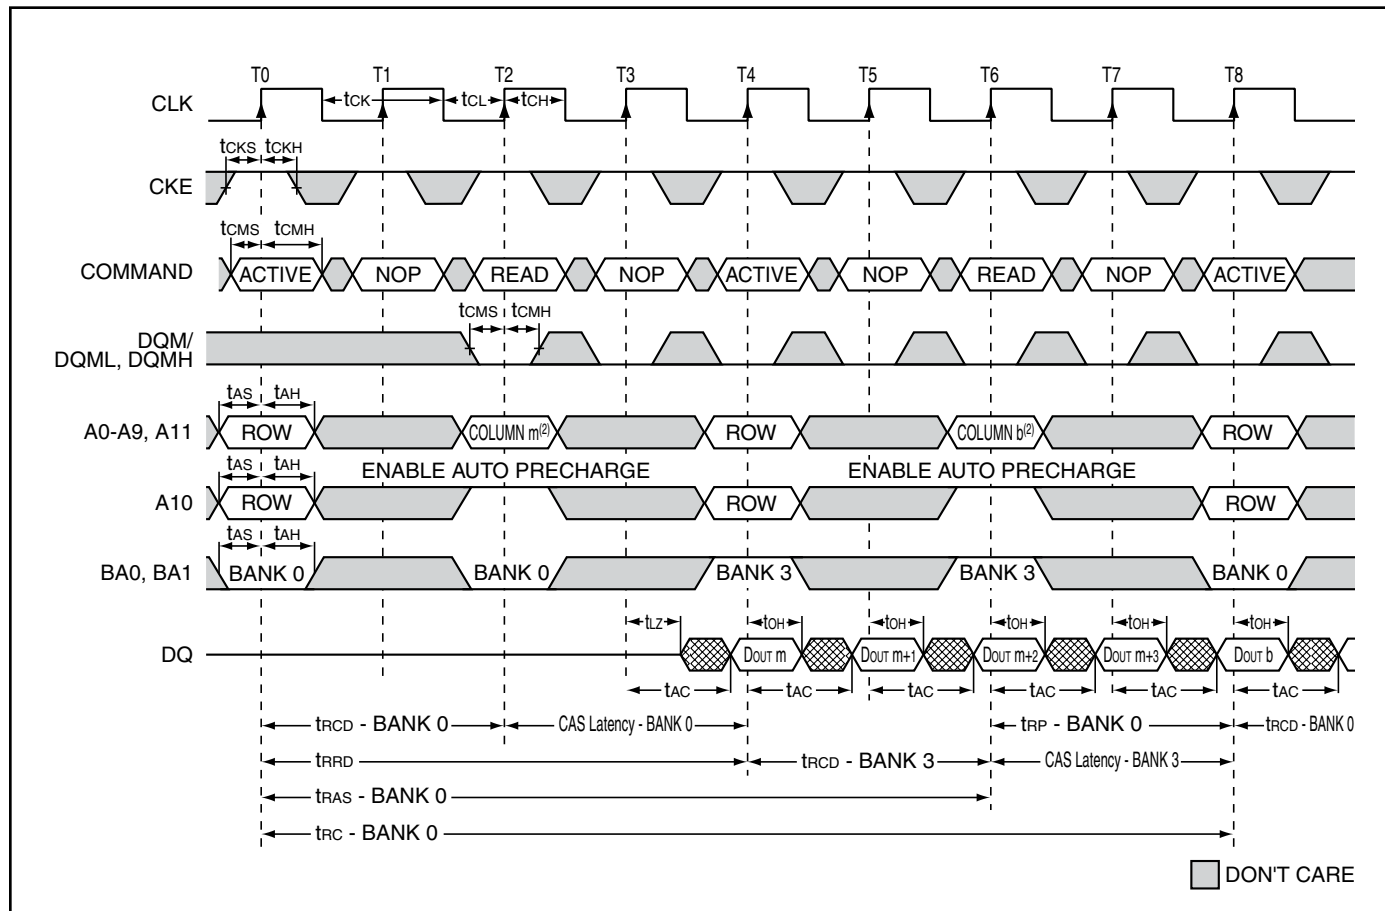 T0 T1 T2 T3 T4 T5 T6 T7 T8
CLK
tCK tCL tCH
tCKS tCKH
CKE
tCMS tCMH
COMMAND ACTIVE NOP READ NOP ACTIVE NOP READ NOP ACTIVE
tCMS tCMH
DQM/
DQML, DQMH
tAS tAH
A0-A9, A11 ROW COLUMN m(2) ROW COLUMN b(2) ROW
tAS tAH ENABLE AUTO PRECHARGE ENABLE AUTO PRECHARGE
A10 ROW ROW ROW
tAS tAH
BA0, BA1 BANK 0 BANK 0 BANK 3 BANK 3 BANK 0
tLZ tOH tOH tOH tOH tOH
DQ DOUT m DOUT m+1 DOUT m+2 DOUT m+3 DOUT b
tAC tAC tAC tAC tAC tAC
tRCD - BANK 0 CAS Latency - BANK 0 tRP - BANK 0 tRCD - BANK 0
tRRD tRCD - BANK 3 CAS Latency - BANK 3
tRAS - BANK 0
tRC - BANK 0
DON'T CARE